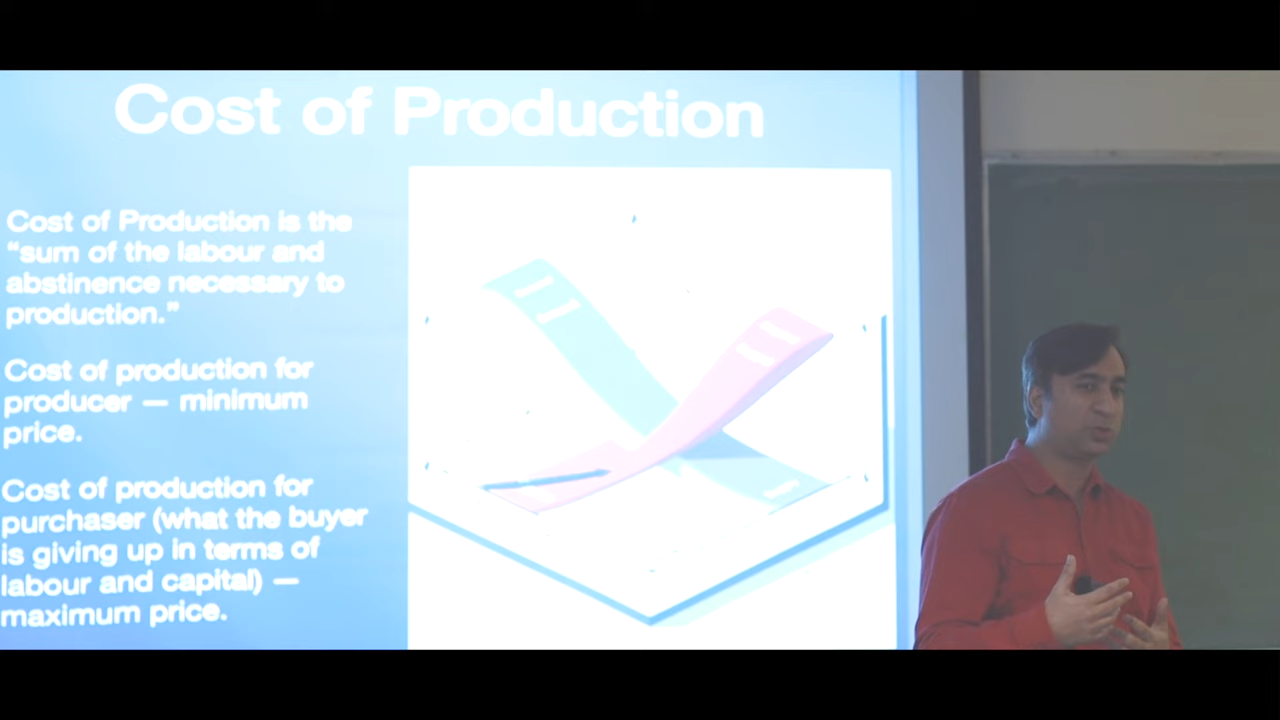 Cost of Production
Cost of Production is the
“sum of the labour and
abstinence necessary to
production.”
Cost of production for
producer — minimum
price.
Cost of production for
purchaser (what the buyer
is giving up in terms of
labour and capital) —
maximum price.